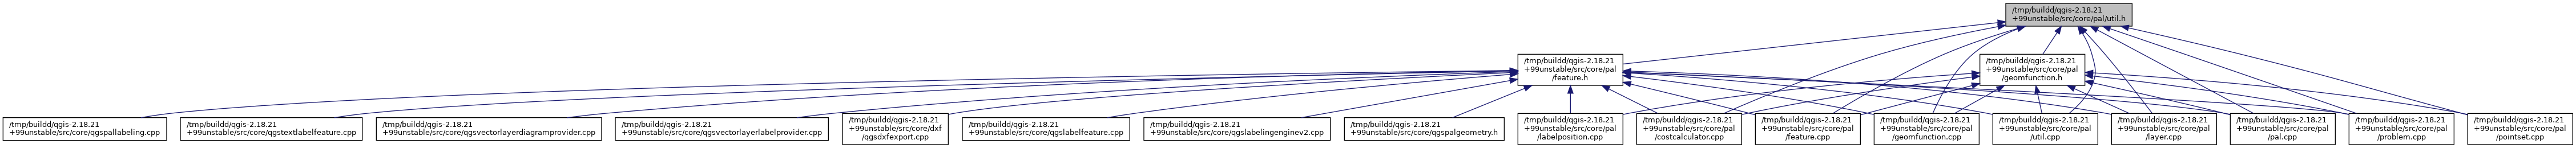 /tmp/buildd/qgis-2.18.21
+99unstable/src/core/pal/util.h
/tmp/buildd/qgis-2.18.21
+99unstable/src/core/pal
/feature.h
/tmp/buildd/qgis-2.18.21
+99unstable/src/core/pal
/geomfunction.h
/tmp/buildd/qgis-2.18.21
+99unstable/src/core/qgspallabeling.cpp
/tmp/buildd/qgis-2.18.21
+99unstable/src/core/qgstextlabelfeature.cpp
/tmp/buildd/qgis-2.18.21
+99unstable/src/core/qgsvectorlayerdiagramprovider.cpp
/tmp/buildd/qgis-2.18.21
+99unstable/src/core/qgsvectorlayerlabelprovider.cpp
/tmp/buildd/qgis-2.18.21
+99unstable/src/core/dxf
/qgsdxfexport.cpp
/tmp/buildd/qgis-2.18.21
+99unstable/src/core/qgslabelfeature.cpp
/tmp/buildd/qgis-2.18.21
+99unstable/src/core/qgslabelingenginev2.cpp
/tmp/buildd/qgis-2.18.21
+99unstable/src/core/qgspalgeometry.h
/tmp/buildd/qgis-2.18.21
+99unstable/src/core/pal
/labelposition.cpp
/tmp/buildd/qgis-2.18.21
+99unstable/src/core/pal
/costcalculator.cpp
/tmp/buildd/qgis-2.18.21
+99unstable/src/core/pal
/feature.cpp
/tmp/buildd/qgis-2.18.21
+99unstable/src/core/pal
/geomfunction.cpp
/tmp/buildd/qgis-2.18.21
+99unstable/src/core/pal
/util.cpp
/tmp/buildd/qgis-2.18.21
+99unstable/src/core/pal
/layer.cpp
/tmp/buildd/qgis-2.18.21
+99unstable/src/core/pal
/pal.cpp
/tmp/buildd/qgis-2.18.21
+99unstable/src/core/pal
/problem.cpp
/tmp/buildd/qgis-2.18.21
+99unstable/src/core/pal
/pointset.cpp